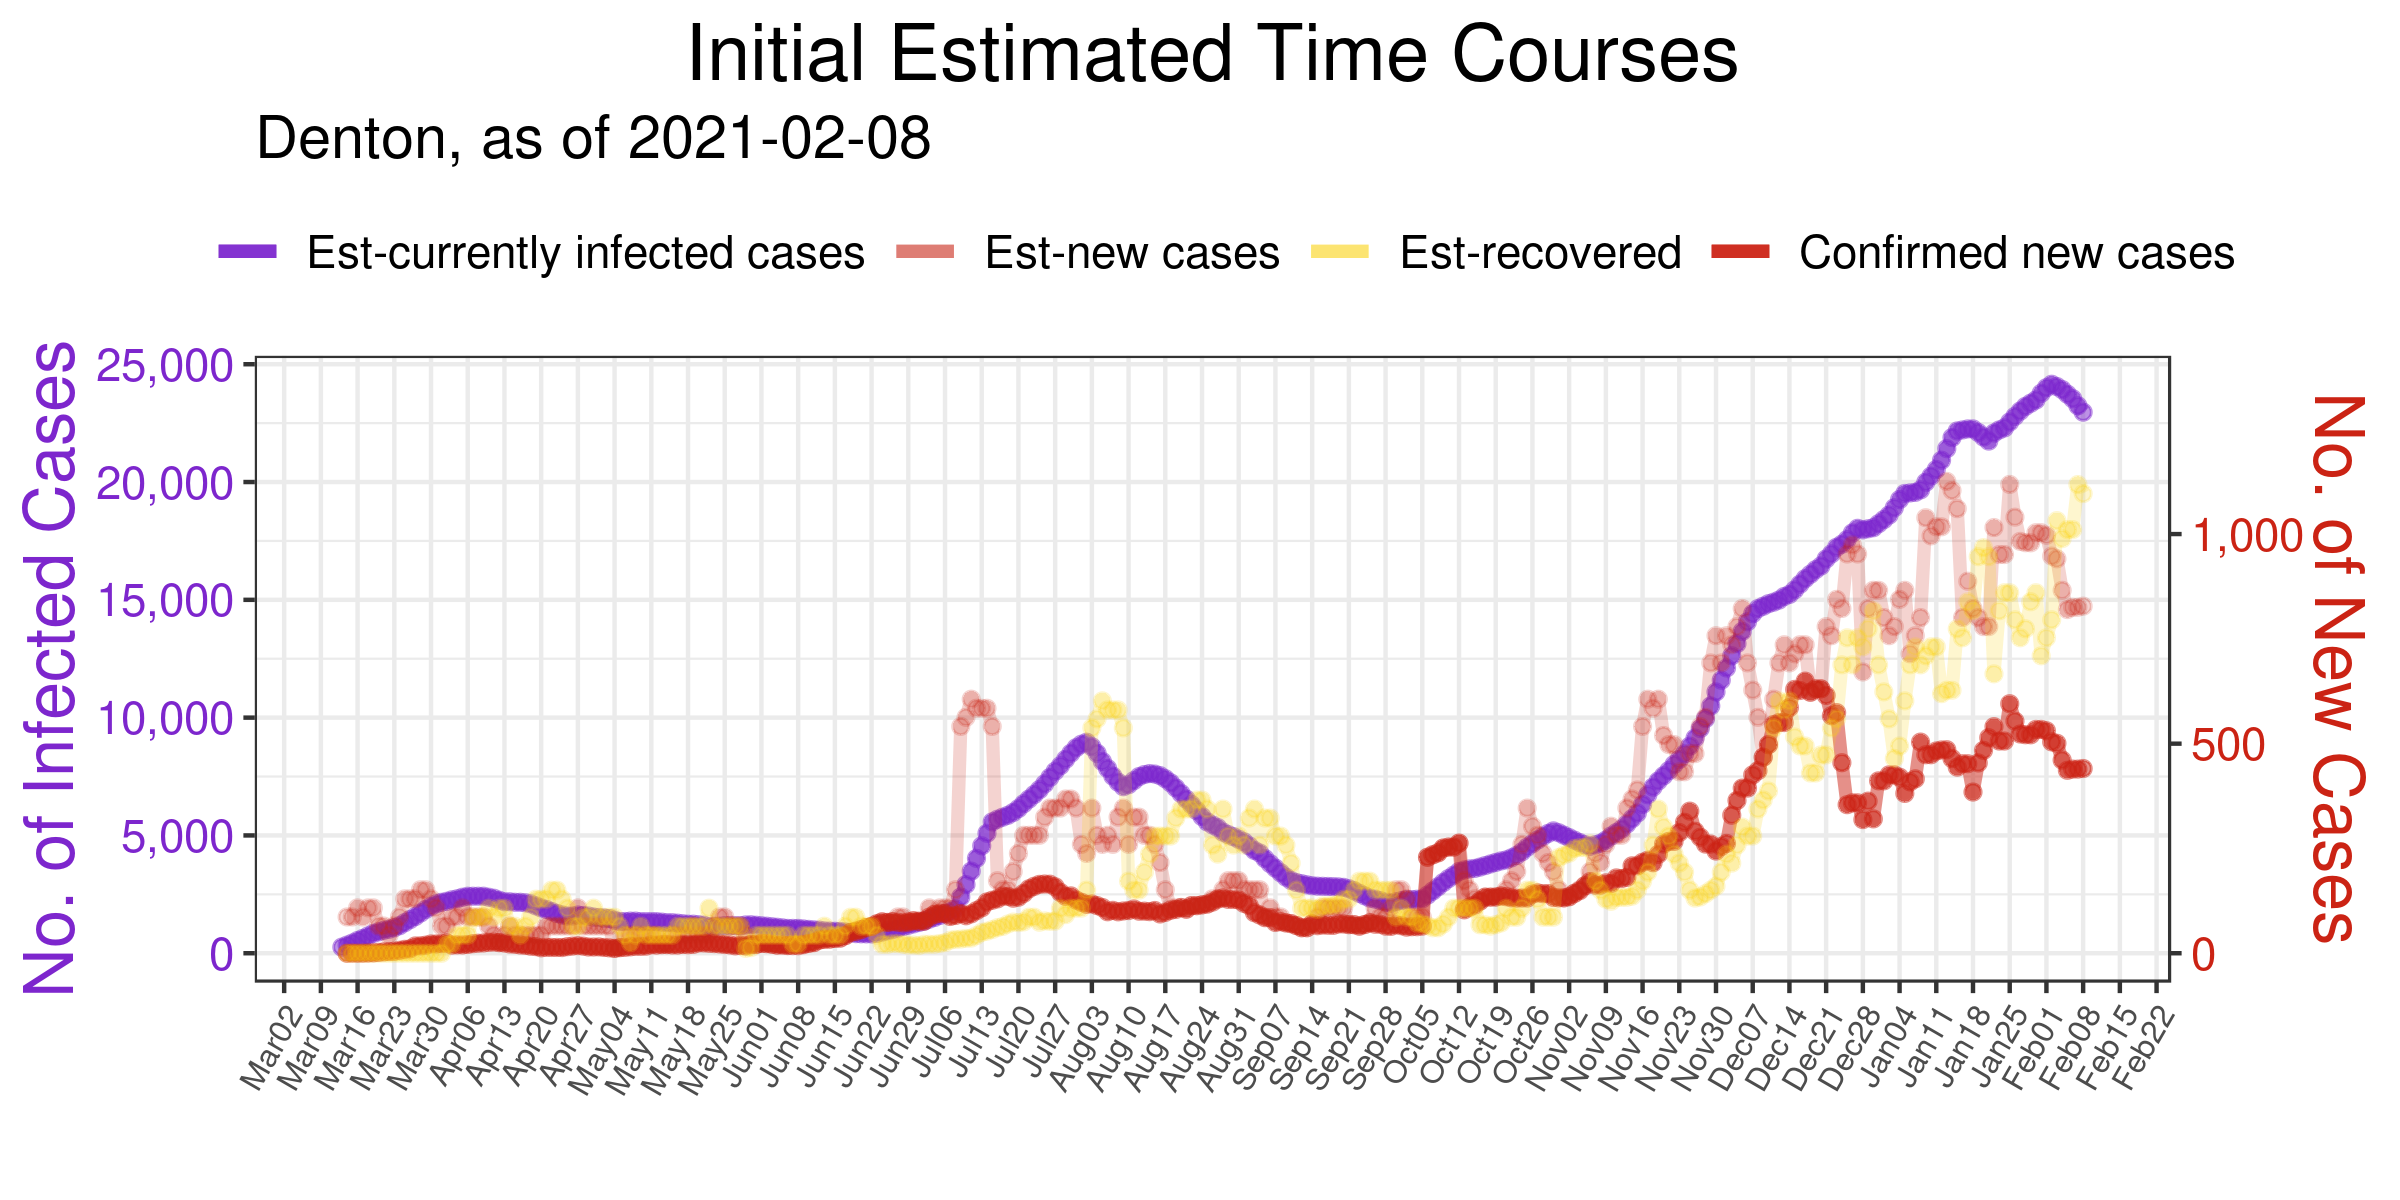 Initial Estimated Time Courses
Denton, as of 2021-02-08
Est-currently infected cases Est-new cases Est-recovered Confirmed new cases
No. of Infected Cases
25,000
20,000
15,000
10,000
5,000
0
1,000
500
0
No. of New Cases
Mar02 Mar09 Mar16 Mar23 Mar30 Apr06 Apr13 Apr20 Apr27 May04 May11 May18 May25 Jun01 Jun08 Jun15 Jun22 Jun29 Jul06 Jul13 Jul20 Jul27 Aug03 Aug10 Aug17 Aug24 Aug31 Sep07 Sep14 Sep21 Sep28 Oct05 Oct12 Oct19 Oct26 Nov02 Nov09 Nov16 Nov23 Nov30 Dec07 Dec14 Dec21 Dec28 Jan04 Jan11 Jan18 Jan25 Feb01 Feb08 Feb15 Feb22